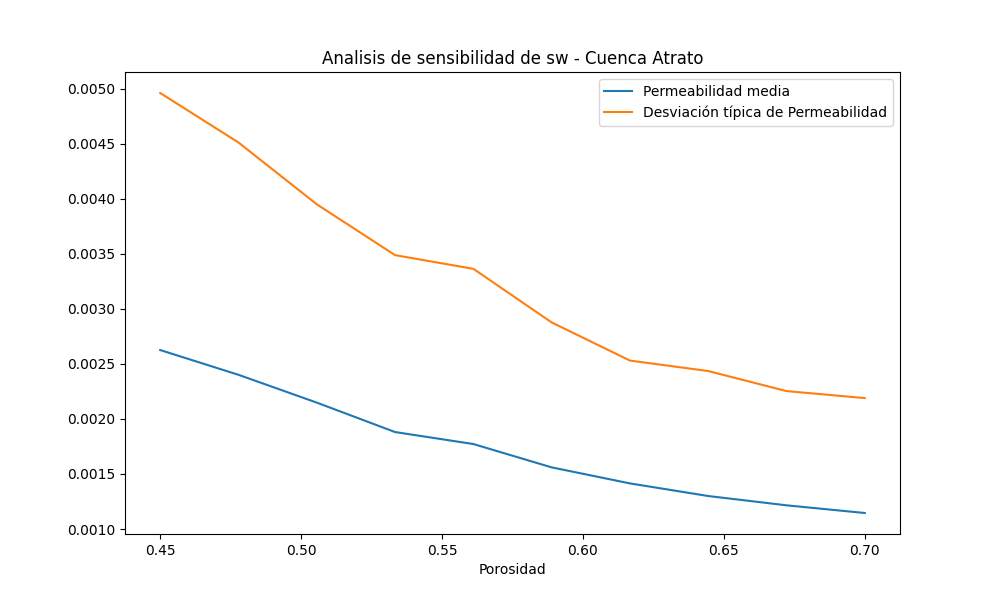 Analisis de sensibilidad de sw - Cuenca Atrato
Permeabilidad media
Desviación típica de Permeabilidad
0.0050
0.0045
0.0040
0.0035
0.0030
0.0025
0.0020
0.0015
0.0010
0.45 0.50 0.55 0.60 0.65 0.70
Porosidad